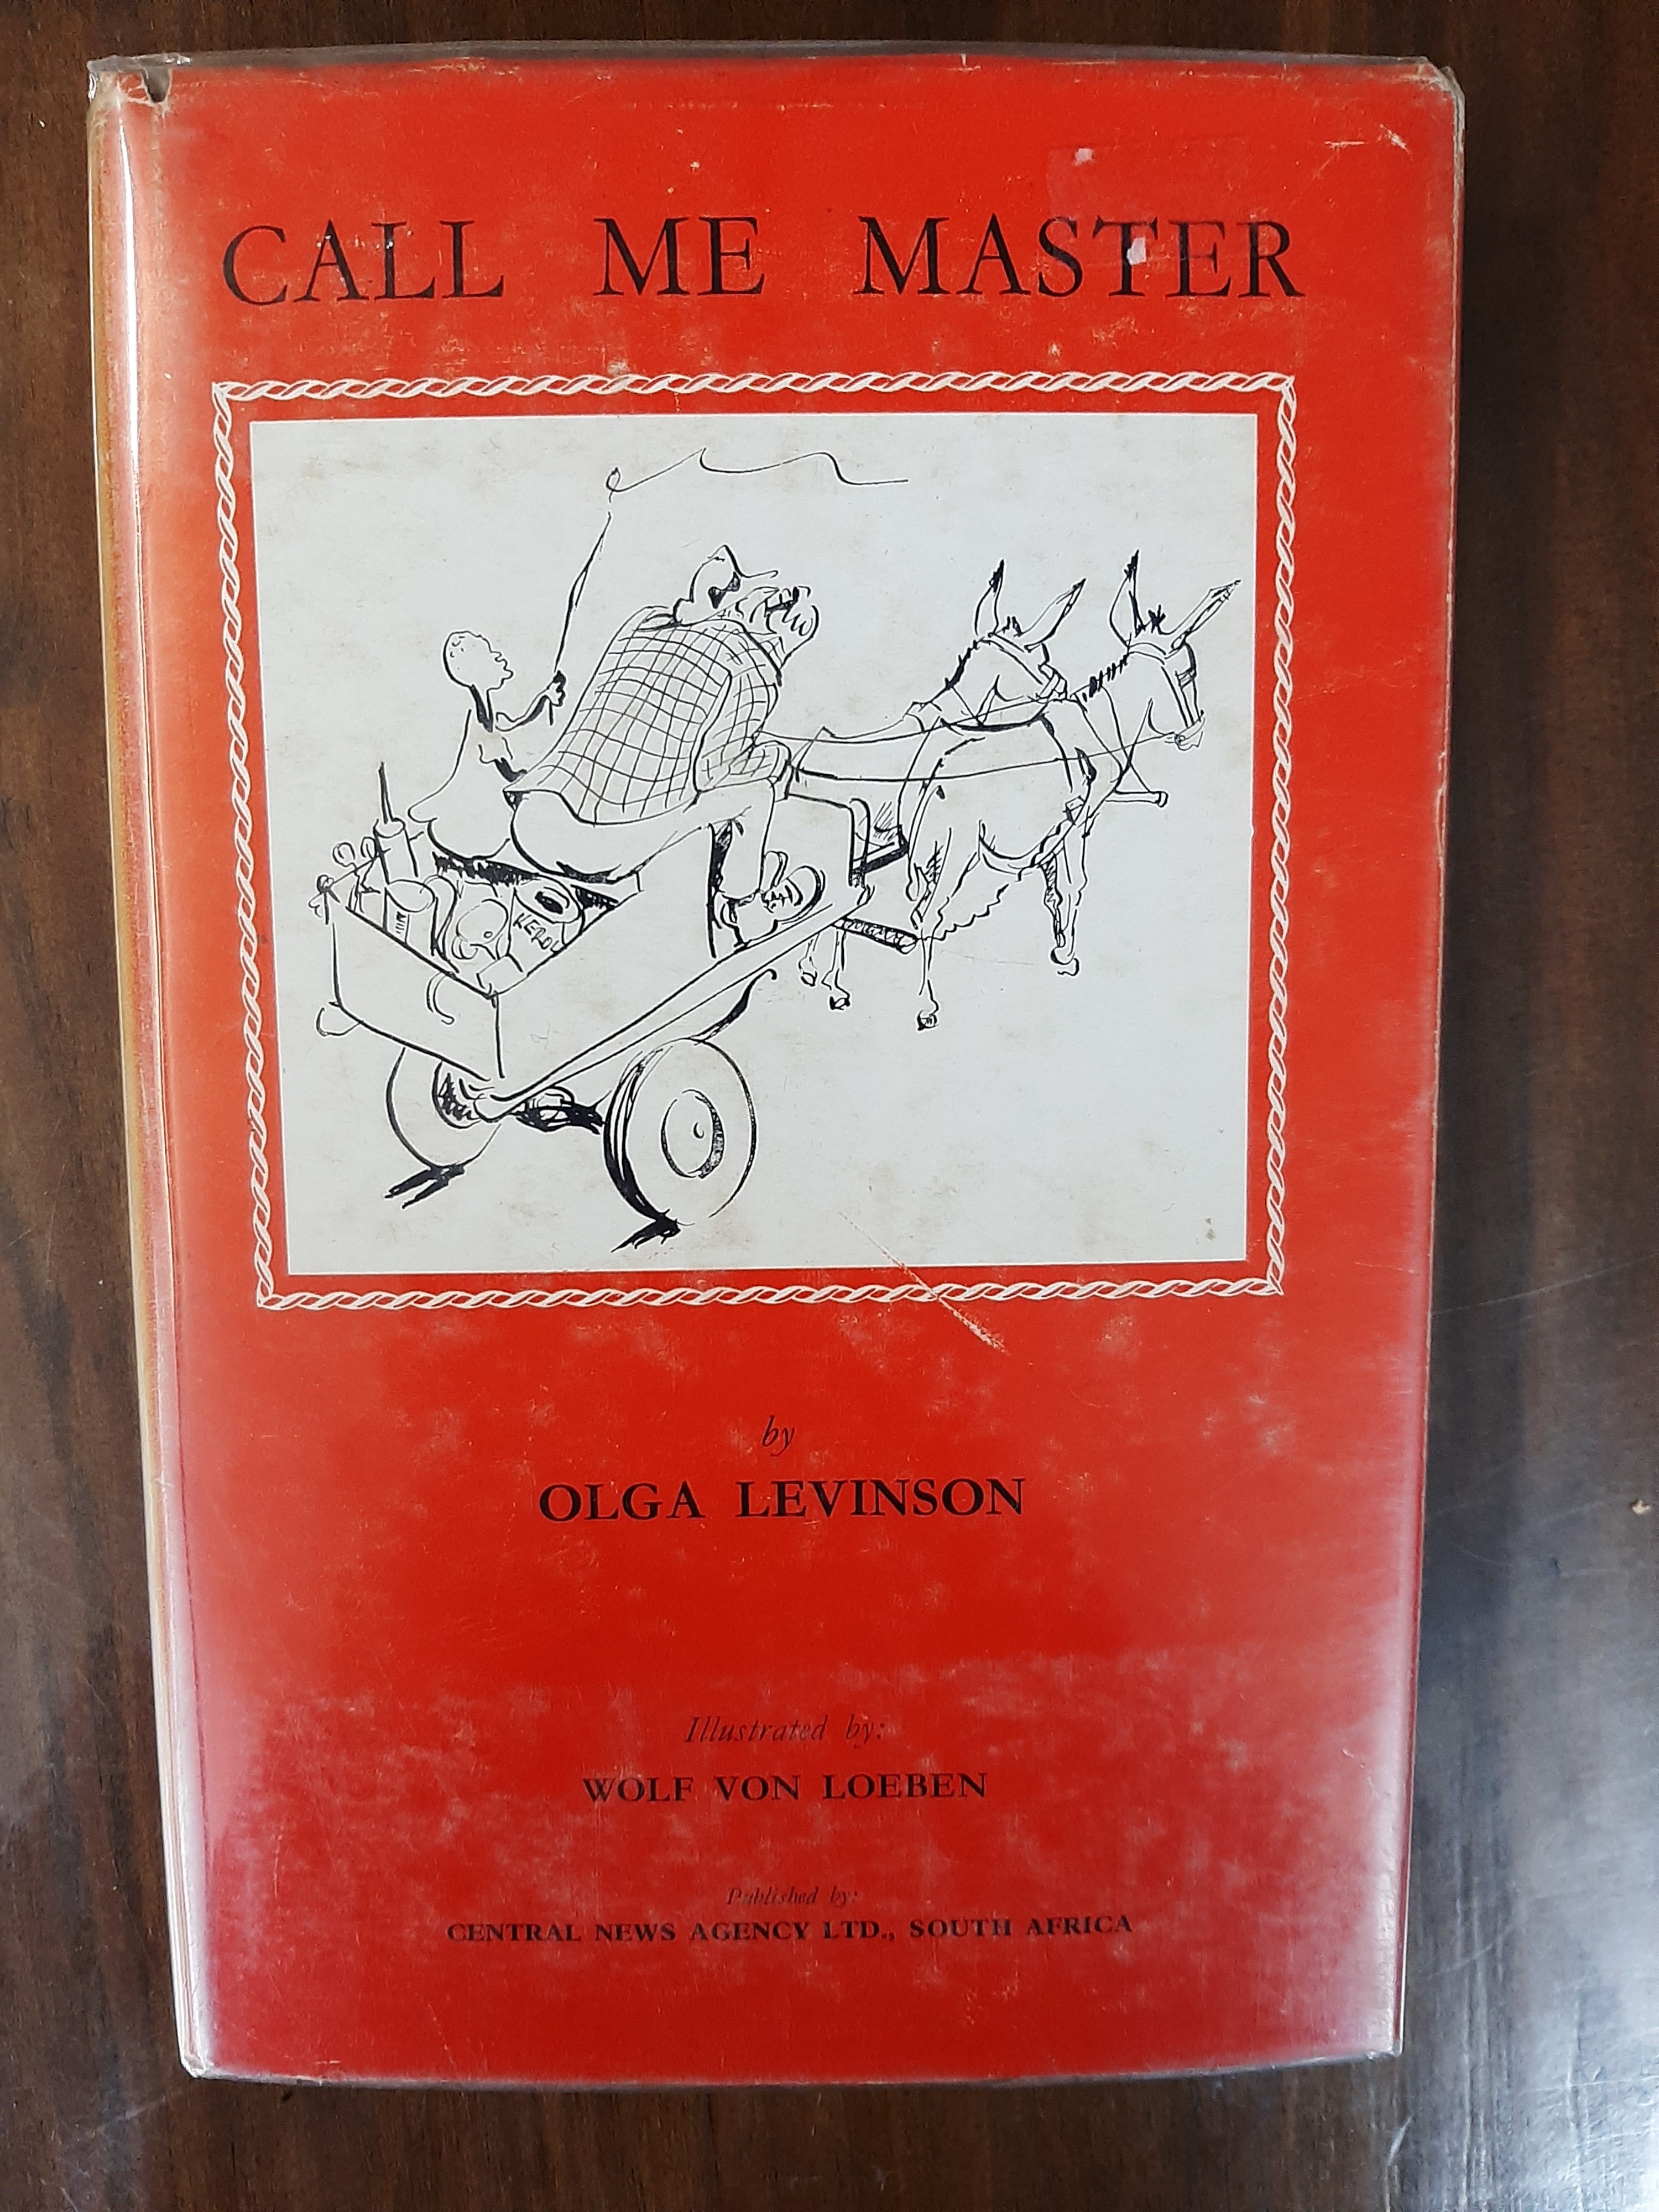 CALL ME MASTER
by
OLGA LEVINSON
Illustrated by:
WOLF VON LOEBEN
Published by:
CENTRAL NEWS AGENCY LTD., SOUTH AFRICA